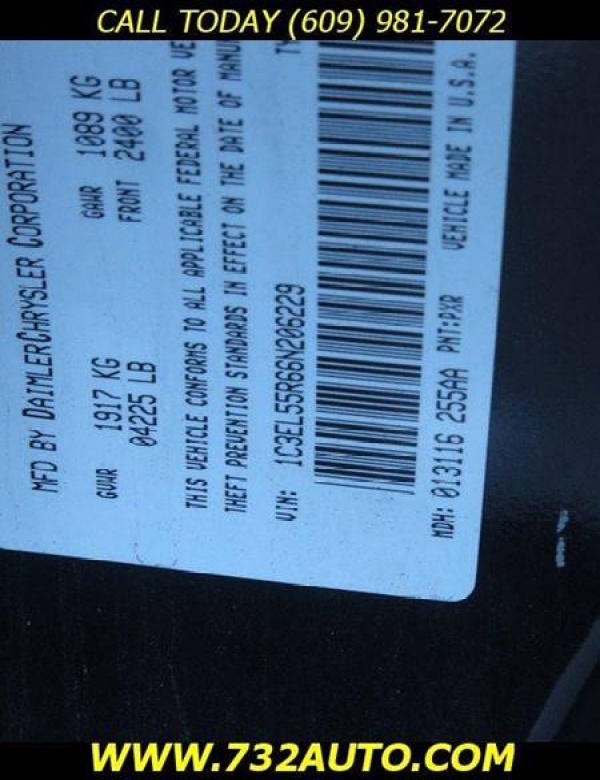 CALL TODAY (609) 981-7072
MFD BY DAIMLERCHRYSLER CORPORATION
GVWR 1917 KG GAWR 1089 KG
04225 LB FRONT 2400 LB
THIS VEHICLE CONFORMS TO ALL APPLICABLE FEDERAL MOTOR VE
THEFT PREVENTION STANDARDS IN EFFECT ON THE DATE OF MANU
VIN: 1C3EL55R66N206229 TY
MDH: 013116 255AA PNT:PXR VEHICLE MADE IN U.S.A.
WWW.732AUTO.COM